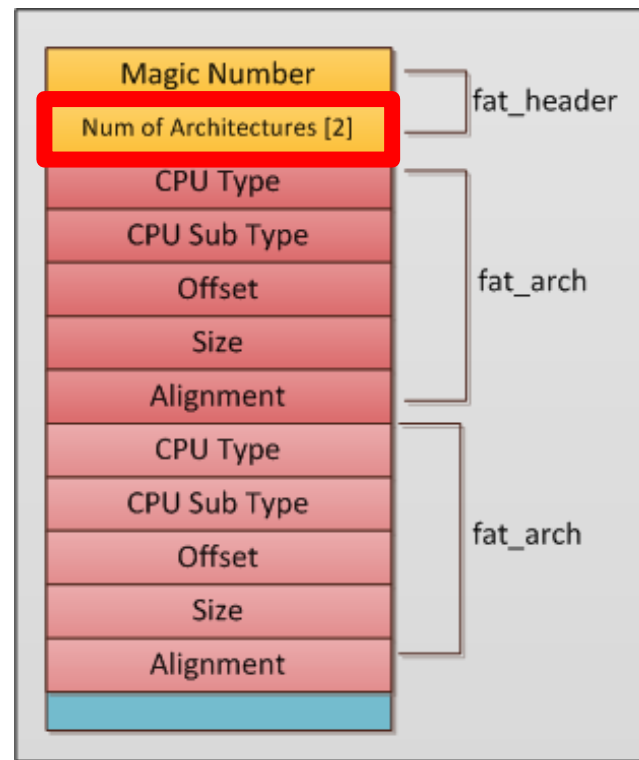 Magic Number
fat_header
Num of Architectures [2]
CPU Type
CPU Sub Type
Offset
fat_arch
Size
Alignment
CPU Type
CPU Sub Type
Offset
fat_arch
Size
Alignment